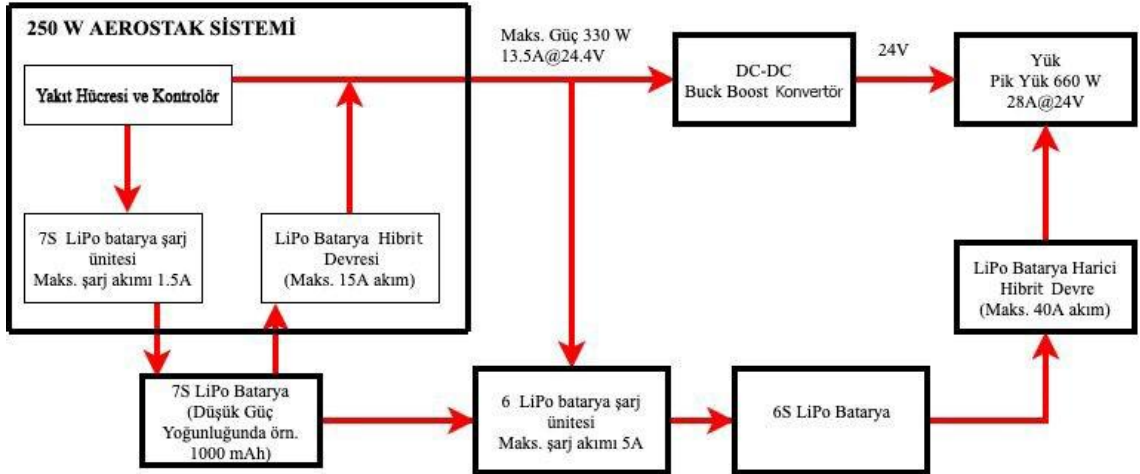 250 W AEROSTAK SİSTEMİ
Yakıt Hücresi ve Kontrolör
7S LiPo batarya şarj
ünitesi
Maks. şarj akımı 1.5A
LiPo Batarya Hibrit
Devresi
(Maks. 15A akım)
Maks. Güç 330 W
13.5A@24.4V
DC-DC
Buck Boost Konvertör
24V
Yük
Pik Yük 660 W
28A@24V
LiPo Batarya Harici
Hibrit Devre
(Maks. 40A akım)
7S LiPo Batarya
(Düşük Güç
Yoğunluğunda örn.
1000 mAh)
6 LiPo batarya şarj
ünitesi
Maks. şarj akımı 5A
6S LiPo Batarya